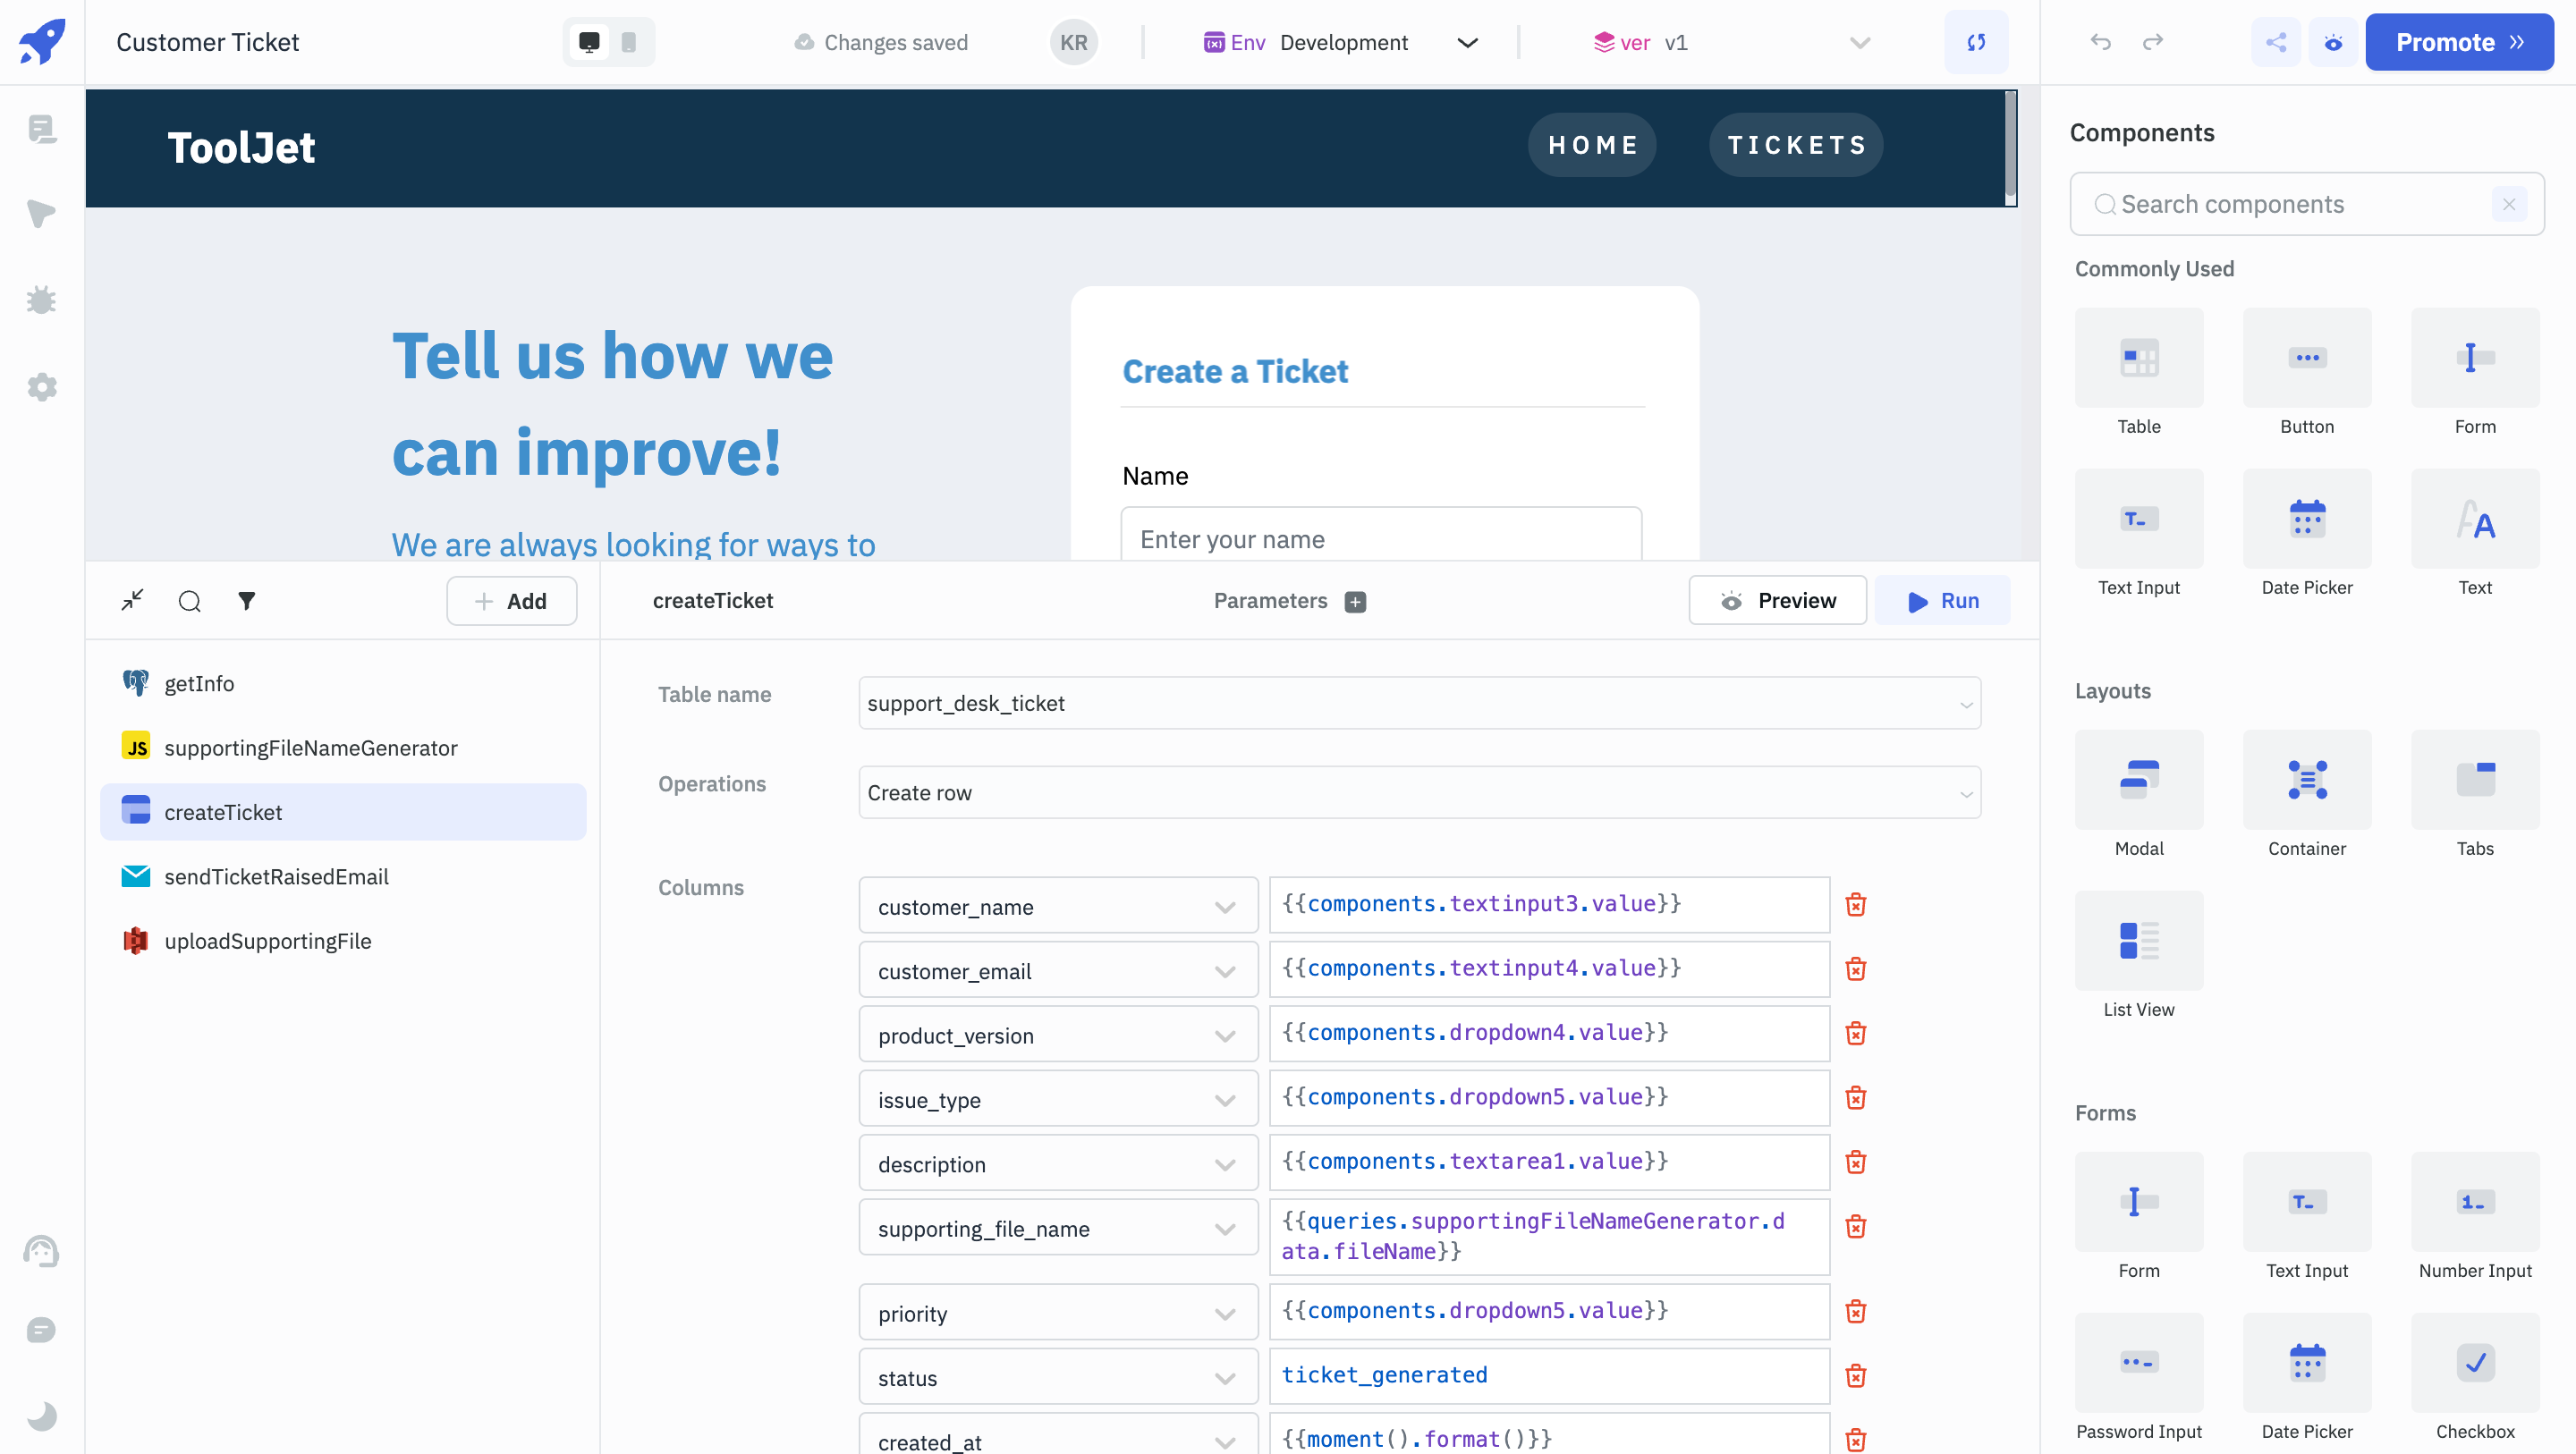 Customer Ticket
Changes saved
KR
Env Development
ver v1
Promote
ToolJet
HOME
TICKETS
Tell us how we
can improve!
We are always looking for ways to
Create a Ticket
Name
Enter your name
Components
Search components
Commonly Used
Table
Button
Form
Text Input
Date Picker
Text
Layouts
Modal
Container
Tabs
List View
Forms
Form
Text Input
Number Input
Password Input
Date Picker
Checkbox
Add
getInfo
JS supportingFileNameGenerator
createTicket
sendTicketRaisedEmail
uploadSupportingFile
createTicket
Parameters
Preview
Run
Table name
support_desk_ticket
Operations
Create row
Columns
customer_name
{{components.textinput3.value}}
customer_email
{{components.textinput4.value}}
product_version
{{components.dropdown4.value}}
issue_type
{{components.dropdown5.value}}
description
{{components.textarea1.value}}
supporting_file_name
{{queries.supportingFileNameGenerator.d
ata.fileName}}
priority
{{components.dropdown5.value}}
status
ticket_generated
created_at
{{moment().format()}}